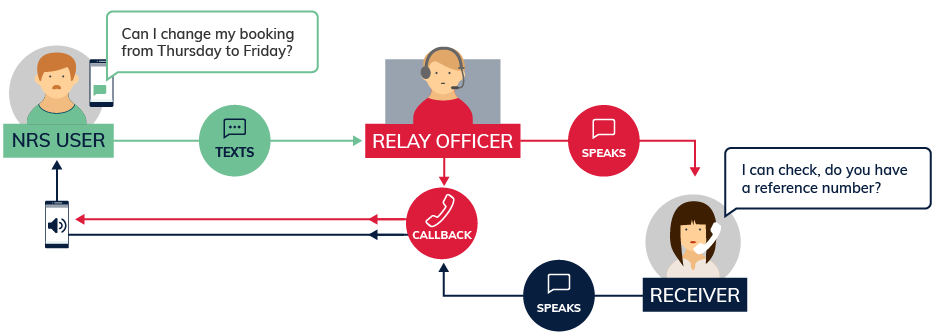 Can I change my booking
from Thursday to Friday?
NRS USER
TEXTS
RELAY OFFICER
SPEAKS
I can check, do you have
a reference number?
CALLBACK
SPEAKS
RECEIVER